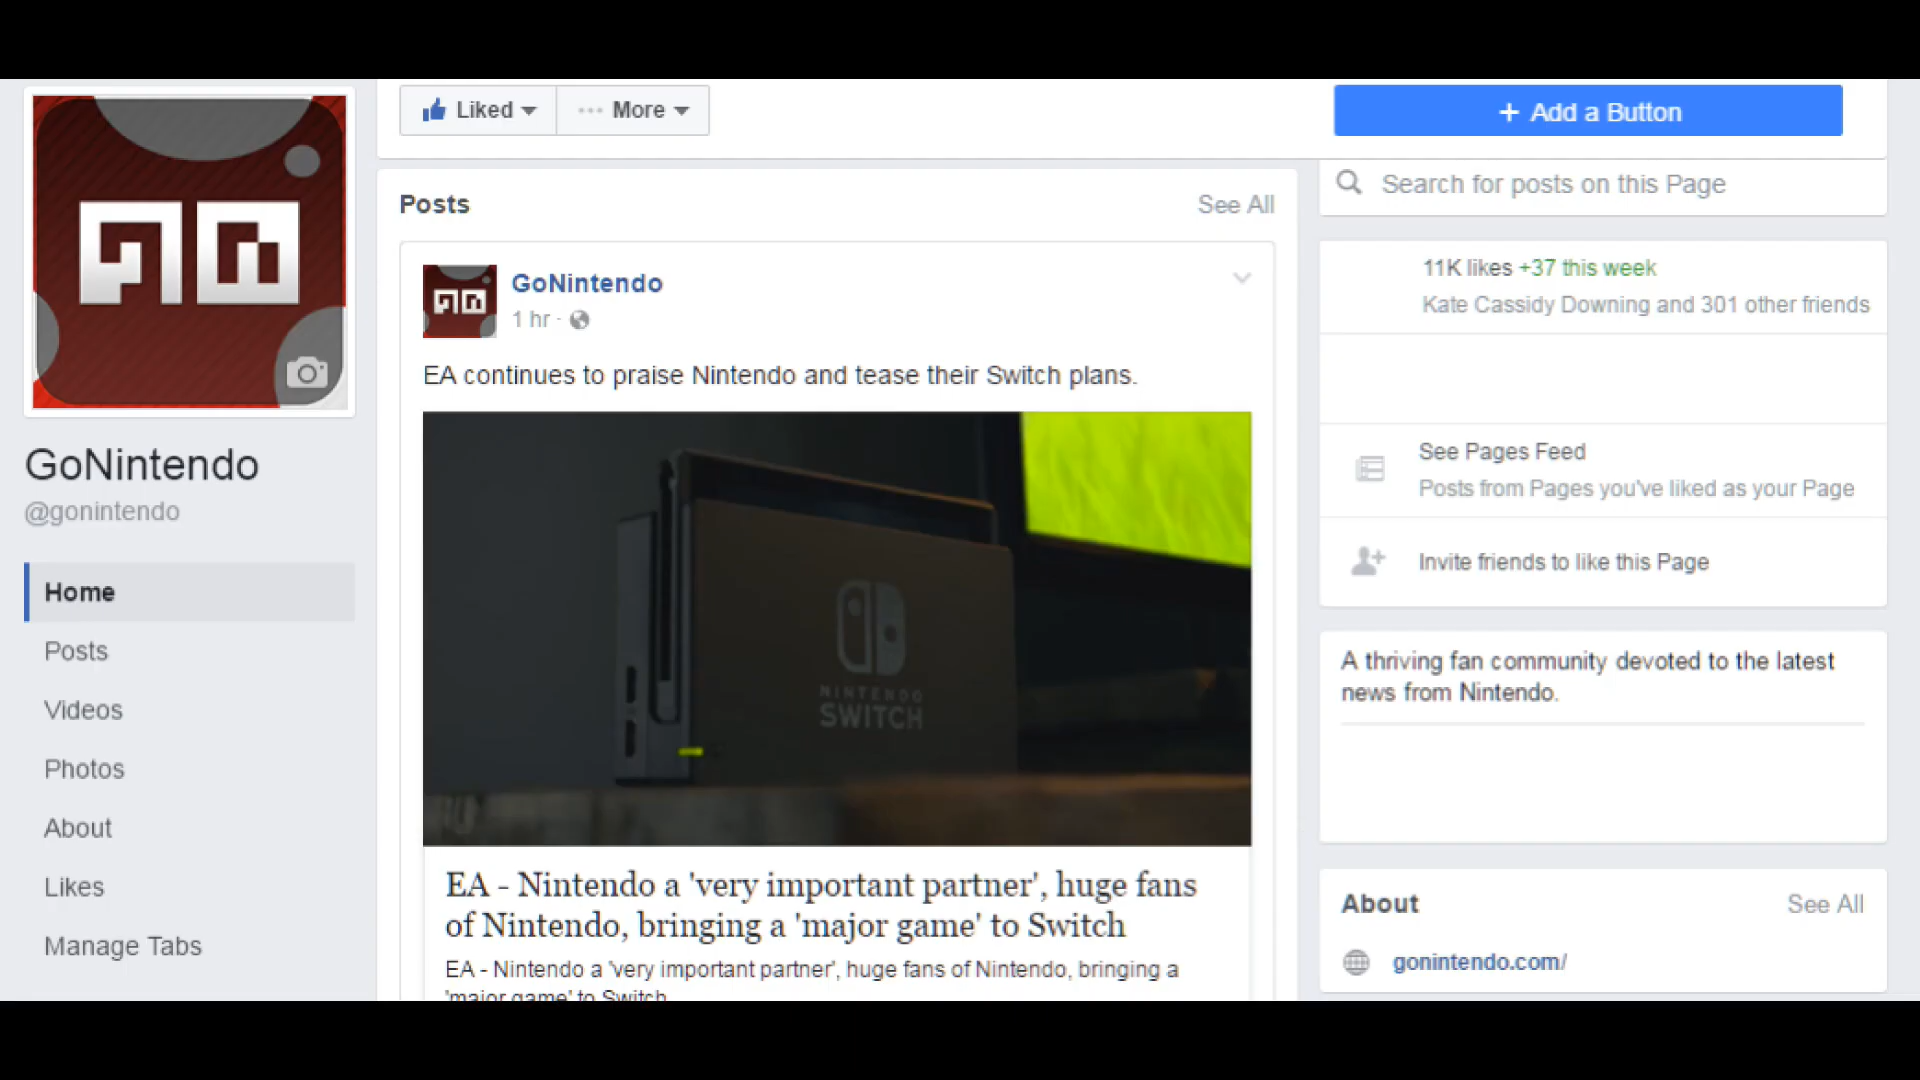 Liked
More
+ Add a Button
GoNintendo
@gonintendo
Home
Posts
Videos
Photos
About
Likes
Manage Tabs
Posts
See All
GoNintendo
1 hr
EA continues to praise Nintendo and tease their Switch plans.
NINTENDO
SWITCH
EA - Nintendo a 'very important partner', huge fans
of Nintendo, bringing a 'major game' to Switch
EA - Nintendo a 'very important partner', huge fans of Nintendo, bringing a
'major game' to Switch
Search for posts on this Page
11K likes +37 this week
Kate Cassidy Downing and 301 other friends
See Pages Feed
Posts from Pages you've liked as your Page
Invite friends to like this Page
A thriving fan community devoted to the latest
news from Nintendo.
About
See All
gonintendo.com/